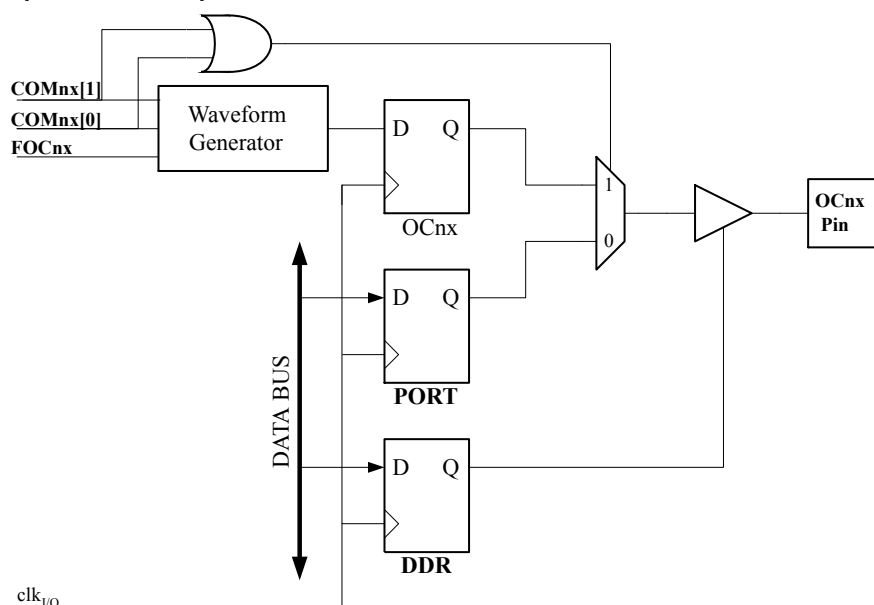 COMnx[1]
COMnx[0]
FOCnx
Waveform
Generator
D Q
OCnx
1
0
OCnx
Pin
D Q
PORT
DATA BUS
D Q
DDR
clkI/O